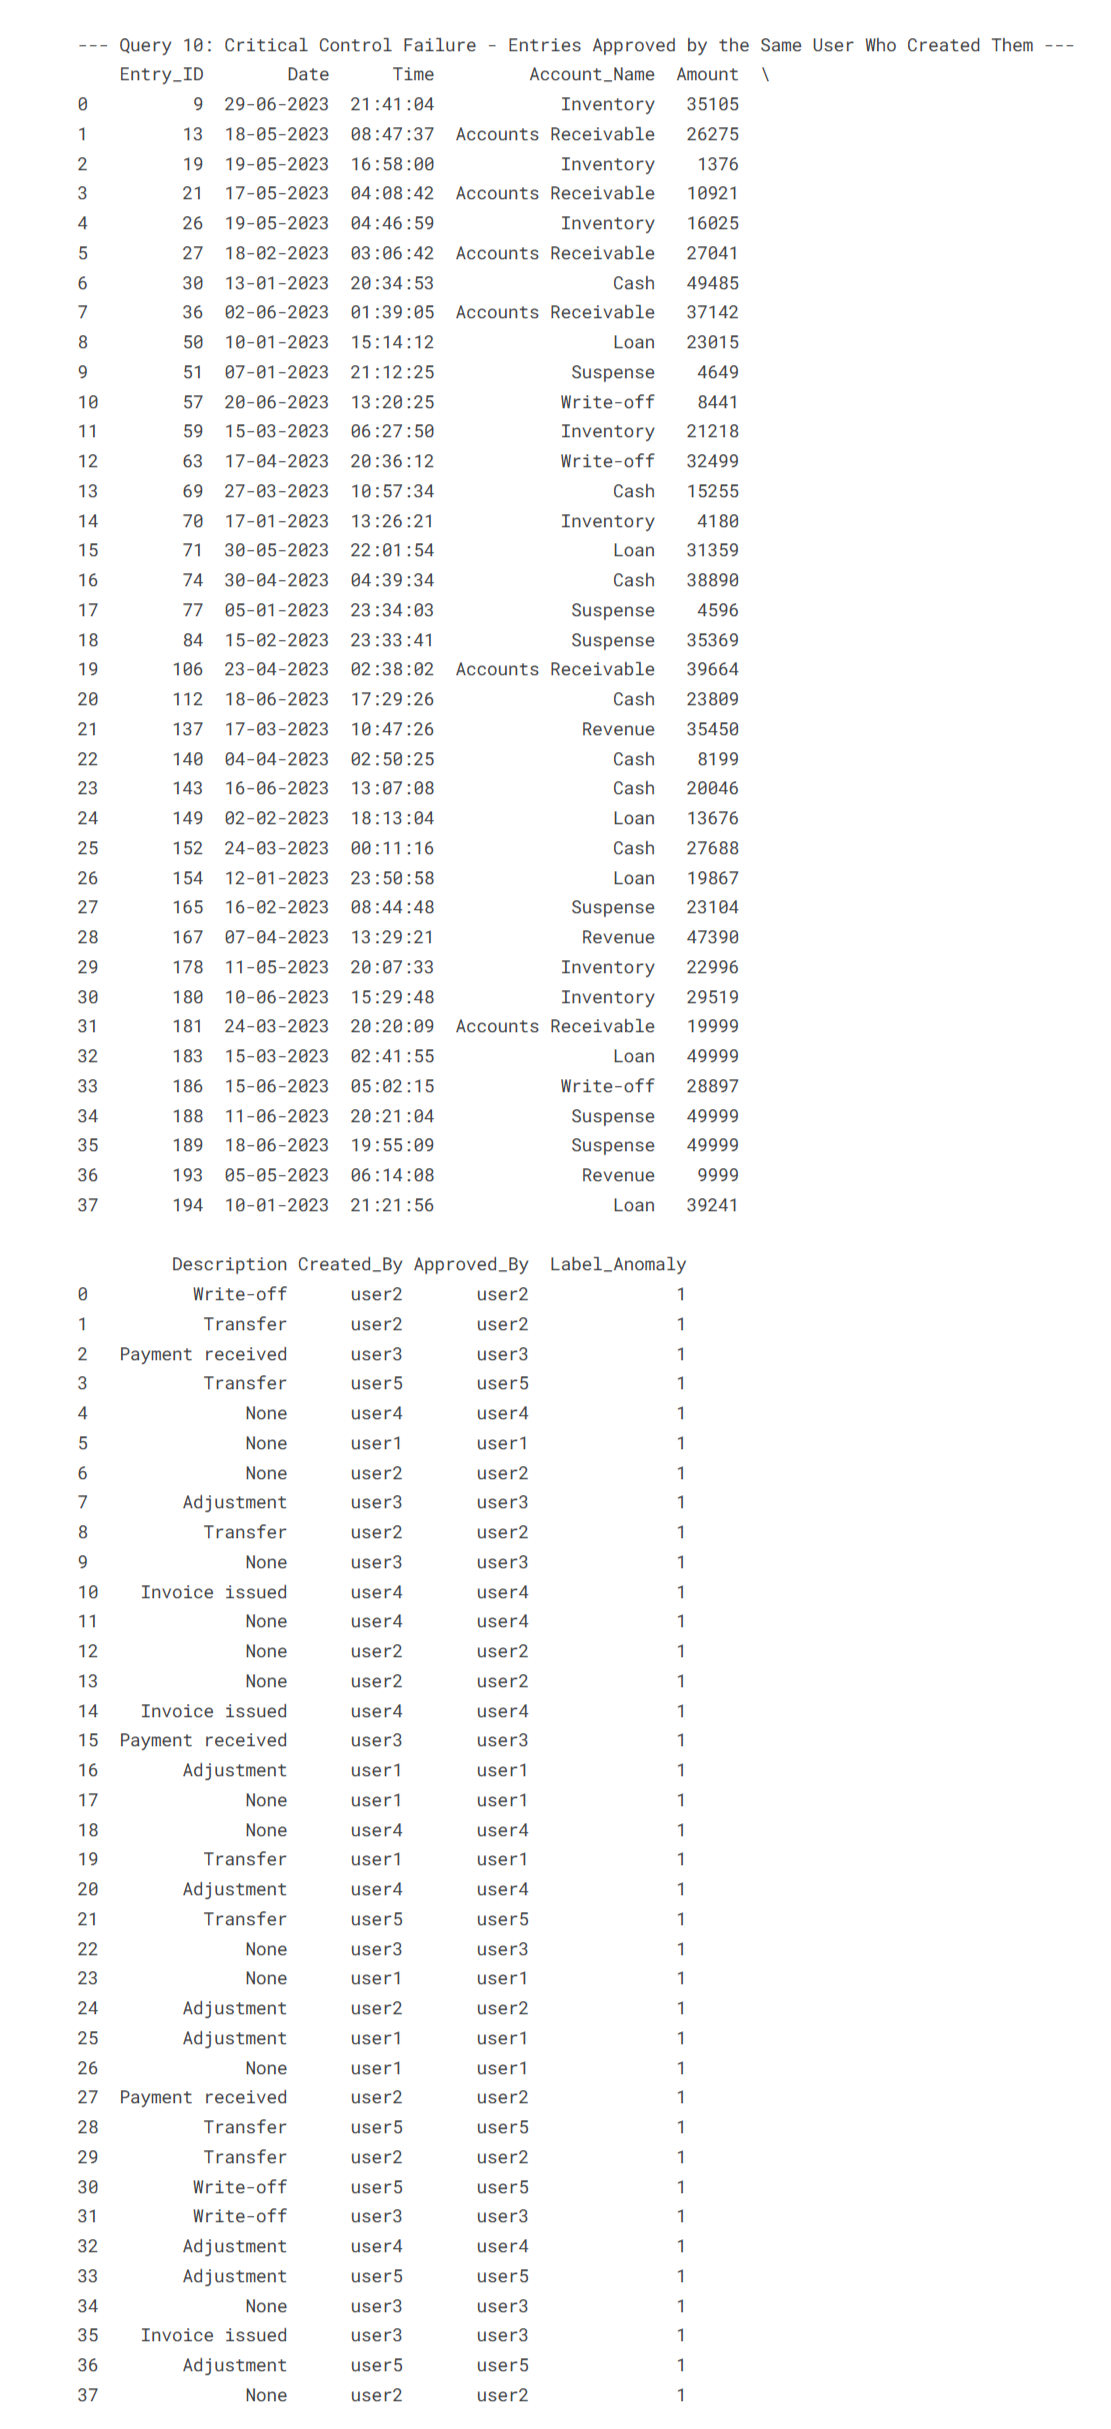 --- Query 10: Critical Control Failure - Entries Approved by the Same User Who Created Them ---
    Entry_ID        Date      Time         Account_Name  Amount  \
0          9  29-06-2023  21:41:04            Inventory   35105
1         13  18-05-2023  08:47:37  Accounts Receivable   26275
2         19  19-05-2023  16:58:00            Inventory    1376
3         21  17-05-2023  04:08:42  Accounts Receivable   10921
4         26  19-05-2023  04:46:59            Inventory   16025
5         27  18-02-2023  03:06:42  Accounts Receivable   27041
6         30  13-01-2023  20:34:53                 Cash   49485
7         36  02-06-2023  01:39:05  Accounts Receivable   37142
8         50  10-01-2023  15:14:12                 Loan   23015
9         51  07-01-2023  21:12:25             Suspense    4649
10        57  20-06-2023  13:20:25            Write-off    8441
11        59  15-03-2023  06:27:50            Inventory   21218
12        63  17-04-2023  20:36:12            Write-off   32499
13        69  27-03-2023  10:57:34                 Cash   15255
14        70  17-01-2023  13:26:21            Inventory    4180
15        71  30-05-2023  22:01:54                 Loan   31359
16        74  30-04-2023  04:39:34                 Cash   38890
17        77  05-01-2023  23:34:03             Suspense    4596
18        84  15-02-2023  23:33:41             Suspense   35369
19       106  23-04-2023  02:38:02  Accounts Receivable   39664
20       112  18-06-2023  17:29:26                 Cash   23809
21       137  17-03-2023  10:47:26              Revenue   35450
22       140  04-04-2023  02:50:25                 Cash    8199
23       143  16-06-2023  13:07:08                 Cash   20046
24       149  02-02-2023  18:13:04                 Loan   13676
25       152  24-03-2023  00:11:16                 Cash   27688
26       154  12-01-2023  23:50:58                 Loan   19867
27       165  16-02-2023  08:44:48             Suspense   23104
28       167  07-04-2023  13:29:21              Revenue   47390
29       178  11-05-2023  20:07:33            Inventory   22996
30       180  10-06-2023  15:29:48            Inventory   29519
31       181  24-03-2023  20:20:09  Accounts Receivable   19999
32       183  15-03-2023  02:41:55                 Loan   49999
33       186  15-06-2023  05:02:15            Write-off   28897
34       188  11-06-2023  20:21:04             Suspense   49999
35       189  18-06-2023  19:55:09             Suspense   49999
36       193  05-05-2023  06:14:08              Revenue    9999
37       194  10-01-2023  21:21:56                 Loan   39241
         Description Created_By Approved_By  Label_Anomaly
0          Write-off      user2       user2              1
1           Transfer      user2       user2              1
2   Payment received      user3       user3              1
3           Transfer      user5       user5              1
4               None      user4       user4              1
5               None      user1       user1              1
6               None      user2       user2              1
7         Adjustment      user3       user3              1
8           Transfer      user2       user2              1
9               None      user3       user3              1
10    Invoice issued      user4       user4              1
11              None      user4       user4              1
12              None      user2       user2              1
13              None      user2       user2              1
14    Invoice issued      user4       user4              1
15  Payment received      user3       user3              1
16        Adjustment      user1       user1              1
17              None      user1       user1              1
18              None      user4       user4              1
19          Transfer      user1       user1              1
20        Adjustment      user4       user4              1
21          Transfer      user5       user5              1
22              None      user3       user3              1
23              None      user1       user1              1
24        Adjustment      user2       user2              1
25        Adjustment      user1       user1              1
26              None      user1       user1              1
27  Payment received      user2       user2              1
28          Transfer      user5       user5              1
29          Transfer      user2       user2              1
30         Write-off      user5       user5              1
31         Write-off      user3       user3              1
32        Adjustment      user4       user4              1
33        Adjustment      user5       user5              1
34              None      user3       user3              1
35    Invoice issued      user3       user3              1
36        Adjustment      user5       user5              1
37              None      user2       user2              1